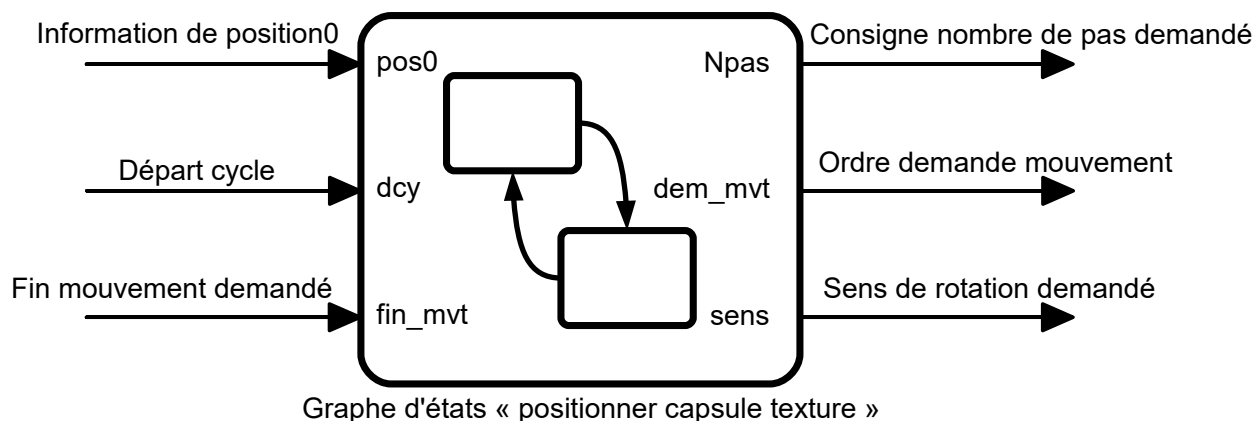 Information de position0
Consigne nombre de pas demandé
pos0
Npas
Départ cycle
Ordre demande mouvement
dcy
dem_mvt
Fin mouvement demandé
Sens de rotation demandé
fin_mvt
sens
Graphe d'états « positionner capsule texture »